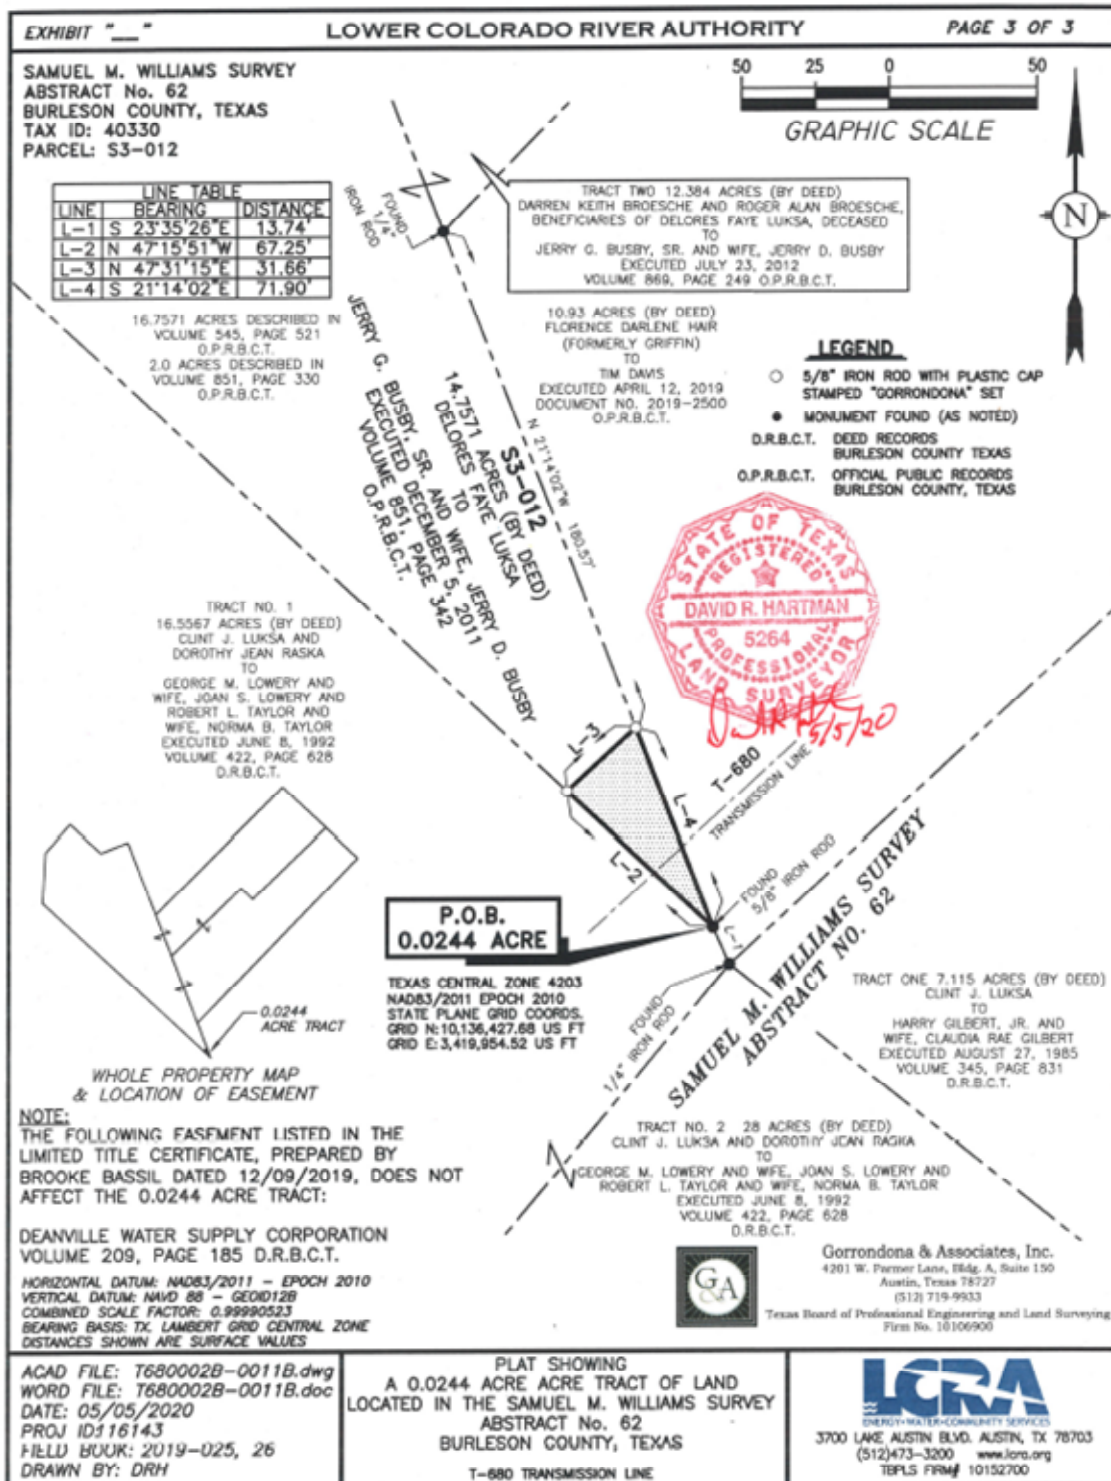 EXHIBIT "__"
LOWER COLORADO RIVER AUTHORITY
PAGE 3 OF 3
SAMUEL M. WILLIAMS SURVEY
ABSTRACT No. 62
BURLESON COUNTY, TEXAS
TAX ID: 40330
PARCEL: S3-012
50 25 0 50
GRAPHIC SCALE
N
LINE TABLE
LINE BEARING DISTANCE
L-1 S 23°35'26"E 13.74'
L-2 N 47°15'51"W 67.25'
L-3 N 47°31'15"E 31.66'
L-4 S 21°14'02"E 71.90'
16.7571 ACRES DESCRIBED IN
VOLUME 545, PAGE 521
O.P.R.B.C.T.
2.0 ACRES DESCRIBED IN
VOLUME 851, PAGE 330
O.P.R.B.C.T.
FOUND
1/4"
IRON ROD
TRACT TWO 12.384 ACRES (BY DEED)
DARREN KEITH BROESCHE AND ROGER ALAN BROESCHE,
BENEFICIARIES OF DELORES FAYE LUKSA, DECEASED
TO
JERRY G. BUSBY, SR. AND WIFE, JERRY D. BUSBY
EXECUTED JULY 23, 2012
VOLUME 869, PAGE 249 O.P.R.B.C.T.
10.93 ACRES (BY DEED)
FLORENCE DARLENE HAIR
(FORMERLY GRIFFIN)
TO
TIM DAVIS
EXECUTED APRIL 12, 2019
DOCUMENT NO. 2019-2500
O.P.R.B.C.T.
LEGEND
5/8" IRON ROD WITH PLASTIC CAP
STAMPED "GORRONDONA" SET
MONUMENT FOUND (AS NOTED)
D.R.B.C.T. DEED RECORDS
BURLESON COUNTY TEXAS
O.P.R.B.C.T. OFFICIAL PUBLIC RECORDS
BURLESON COUNTY, TEXAS
N 21°14'02"W 180.57'
S3-012
14.7571 ACRES (BY DEED)
DELORES FAYE LUKSA
TO
JERRY G. BUSBY, SR. AND WIFE, JERRY D. BUSBY
EXECUTED DECEMBER 5, 2011
VOLUME 851, PAGE 342
O.P.R.B.C.T.
STATE OF TEXAS
REGISTERED
DAVID R. HARTMAN
5264
PROFESSIONAL
LAND SURVEYOR
5/5/20
TRACT NO. 1
16.5567 ACRES (BY DEED)
CLINT J. LUKSA AND
DOROTHY JEAN RASKA
TO
GEORGE M. LOWERY AND
WIFE, JOAN S. LOWERY AND
ROBERT L. TAYLOR AND
WIFE, NORMA B. TAYLOR
EXECUTED JUNE 8, 1992
VOLUME 422, PAGE 628
D.R.B.C.T.
L-3
L-4
L-2
L-1
T-680
TRANSMISSION LINE
FOUND
5/8" IRON ROD
P.O.B.
0.0244 ACRE
TEXAS CENTRAL ZONE 4203
NAD83/2011 EPOCH 2010
STATE PLANE GRID COORDS.
GRID N:10,136,427.68 US FT
GRID E:3,419,954.52 US FT
FOUND
1/4" IRON ROD
SAMUEL M. WILLIAMS SURVEY
ABSTRACT NO. 62
0.0244
ACRE TRACT
WHOLE PROPERTY MAP
& LOCATION OF EASEMENT
TRACT ONE 7.115 ACRES (BY DEED)
CLINT J. LUKSA
TO
HARRY GILBERT, JR. AND
WIFE, CLAUDIA RAE GILBERT
EXECUTED AUGUST 27, 1985
VOLUME 345, PAGE 831
D.R.B.C.T.
TRACT NO. 2 28 ACRES (BY DEED)
CLINT J. LUKSA AND DOROTHY JEAN RASKA
TO
GEORGE M. LOWERY AND WIFE, JOAN S. LOWERY AND
ROBERT L. TAYLOR AND WIFE, NORMA B. TAYLOR
EXECUTED JUNE 8, 1992
VOLUME 422, PAGE 628
D.R.B.C.T.
NOTE:
THE FOLLOWING EASEMENT LISTED IN THE
LIMITED TITLE CERTIFICATE, PREPARED BY
BROOKE BASSIL DATED 12/09/2019, DOES NOT
AFFECT THE 0.0244 ACRE TRACT:
DEANVILLE WATER SUPPLY CORPORATION
VOLUME 209, PAGE 185 D.R.B.C.T.
HORIZONTAL DATUM: NAD83/2011 - EPOCH 2010
VERTICAL DATUM: NAVD 88 - GEOID12B
COMBINED SCALE FACTOR: 0.99990523
BEARING BASIS: TX. LAMBERT GRID CENTRAL ZONE
DISTANCES SHOWN ARE SURFACE VALUES
G&A
Gorrondona & Associates, Inc.
4201 W. Parmer Lane, Bldg. A, Suite 150
Austin, Texas 78727
(512) 719-9933
Texas Board of Professional Engineering and Land Surveying
Firm No. 10106900
ACAD FILE: T680002B-0011B.dwg
WORD FILE: T680002B-0011B.doc
DATE: 05/05/2020
PROJ ID:116143
FIELD BOOK: 2019-025, 26
DRAWN BY: DRH
PLAT SHOWING
A 0.0244 ACRE ACRE TRACT OF LAND
LOCATED IN THE SAMUEL M. WILLIAMS SURVEY
ABSTRACT No. 62
BURLESON COUNTY, TEXAS
T-680 TRANSMISSION LINE
LCRA
ENERGY•WATER•COMMUNITY SERVICES
3700 LAKE AUSTIN BLVD. AUSTIN, TX 78703
(512)473-3200 www.lcra.org
TBPLS FIRM# 10152700